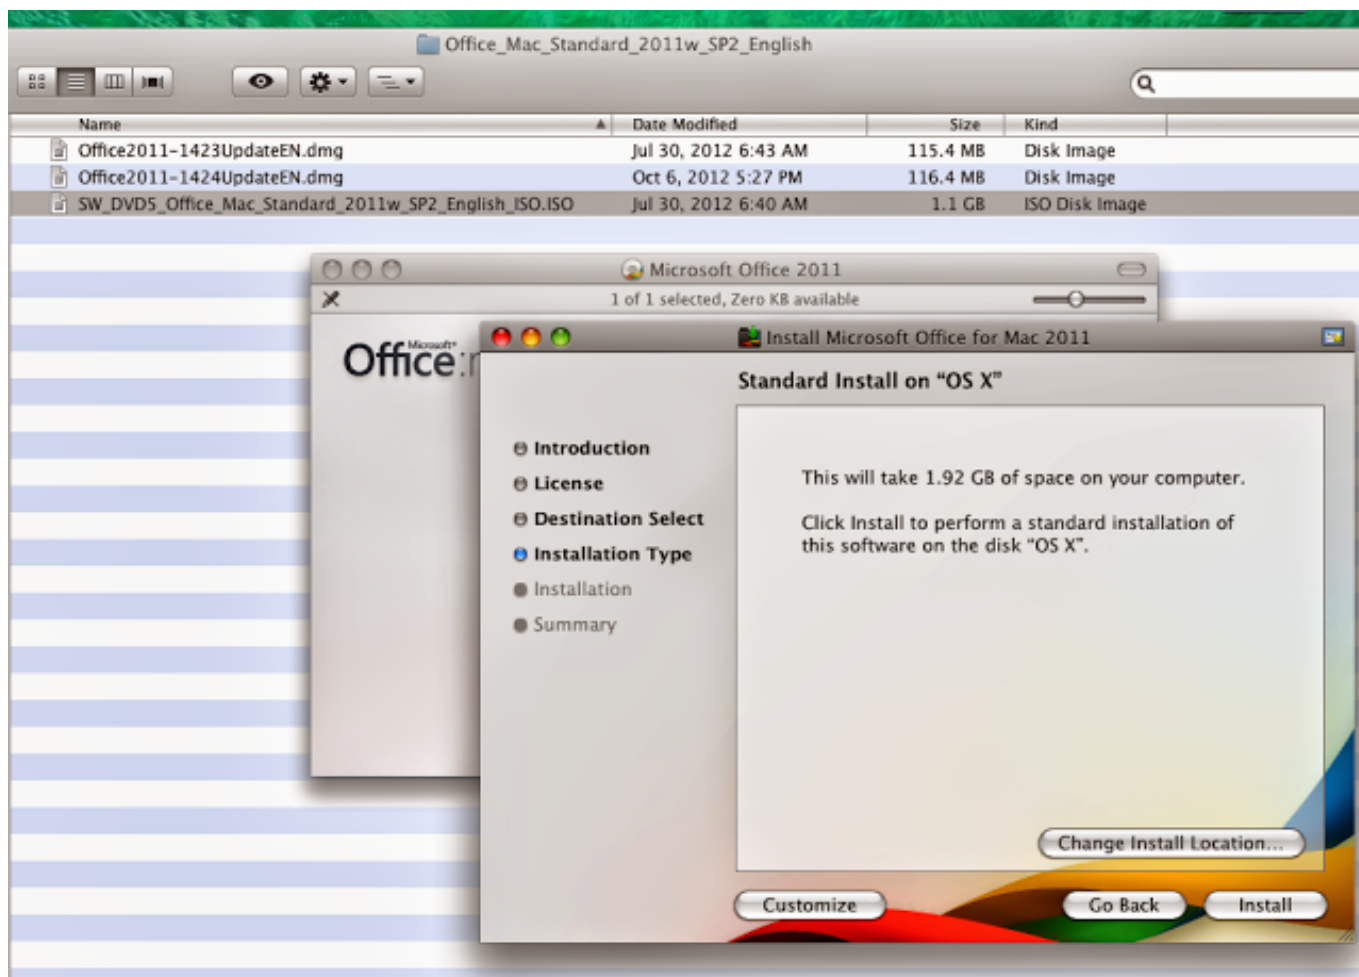 Office_Mac_Standard_2011w_SP2_English
Name Date Modified Size Kind
Office2011-1423UpdateEN.dmg Jul 30, 2012 6:43 AM 115.4 MB Disk Image
Office2011-1424UpdateEN.dmg Oct 6, 2012 5:27 PM 116.4 MB Disk Image
SW_DVD5_Office_Mac_Standard_2011w_SP2_English_ISO.ISO Jul 30, 2012 6:40 AM 1.1 GB ISO Disk Image
Microsoft Office 2011
1 of 1 selected, Zero KB available
Microsoft®
Office:
Install Microsoft Office for Mac 2011
Standard Install on “OS X”
Introduction
License
Destination Select
Installation Type
Installation
Summary
This will take 1.92 GB of space on your computer.
Click Install to perform a standard installation of
this software on the disk “OS X”.
Change Install Location...
Customize Go Back Install